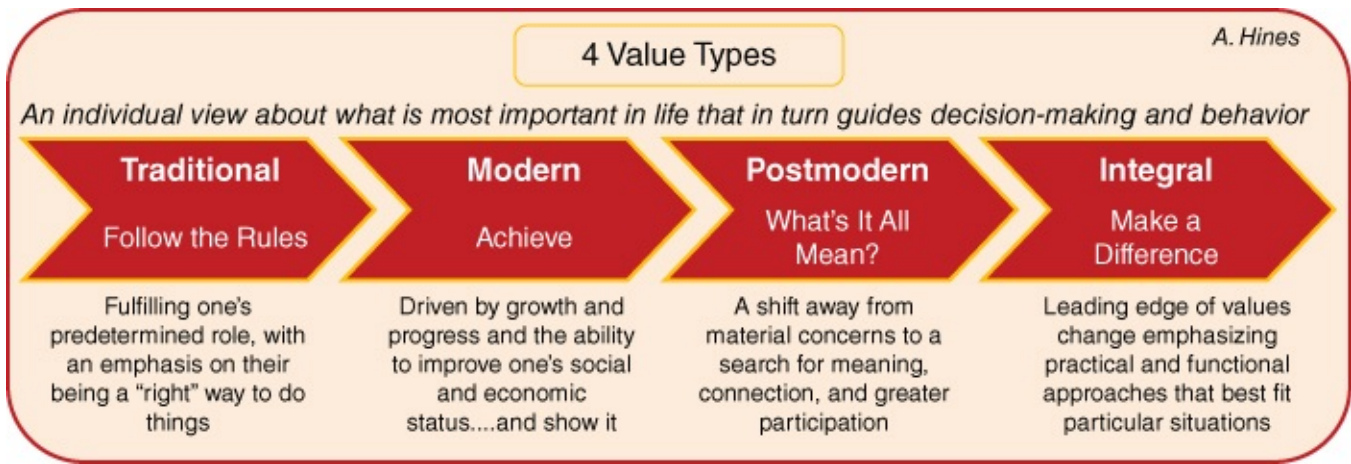 A. Hines
4 Value Types
An individual view about what is most important in life that in turn guides decision-making and behavior
Traditional
Follow the Rules
Fulfilling one's
predetermined role, with
an emphasis on their
being a “right” way to do
things
Modern
Achieve
Driven by growth and
progress and the ability
to improve one's social
and economic
status....and show it
Postmodern
What's It All
Mean?
A shift away from
material concerns to a
search for meaning,
connection, and greater
participation
Integral
Make a
Difference
Leading edge of values
change emphasizing
practical and functional
approaches that best fit
particular situations